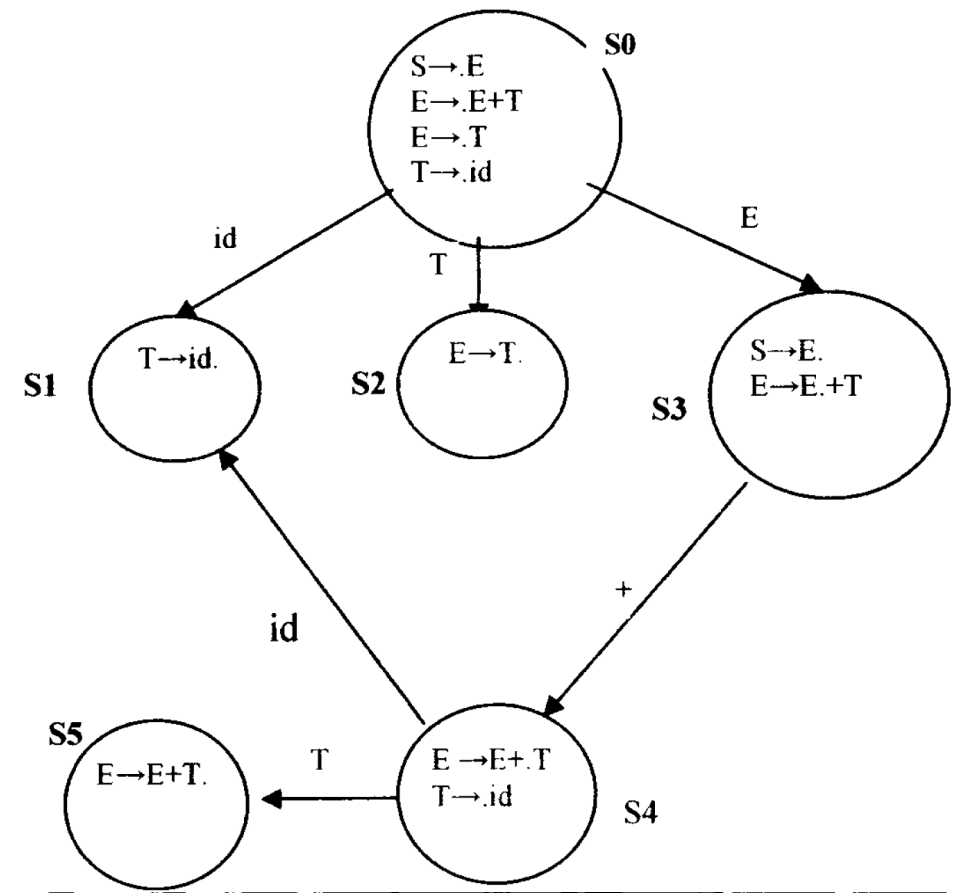 S0
S→.E
E→.E+T
E→.T
T→.id
id
T
E
S1
T→id.
S2
E→T.
S3
S→E.
E→E.+T
id
+
S5
E→E+T.
T
E→E+.T
T→.id
S4